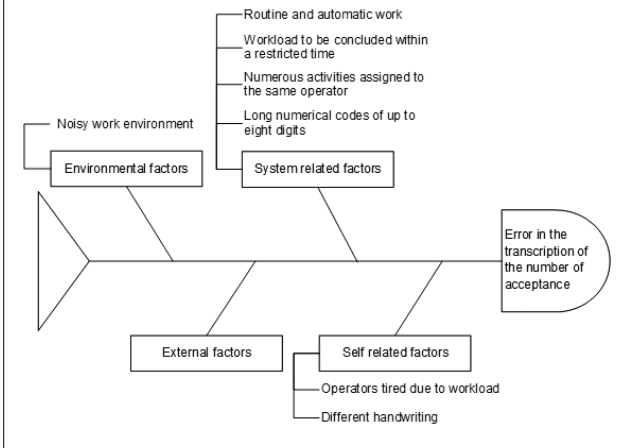 Routine and automatic work
Workload to be concluded within
a restricted time
Numerous activities assigned to
the same operator
Long numerical codes of up to
eight digits
Noisy work environment
Environmental factors
System related factors
Error in the
transcription of
the number of
acceptance
External factors
Self related factors
Operators tired due to workload
Different handwriting